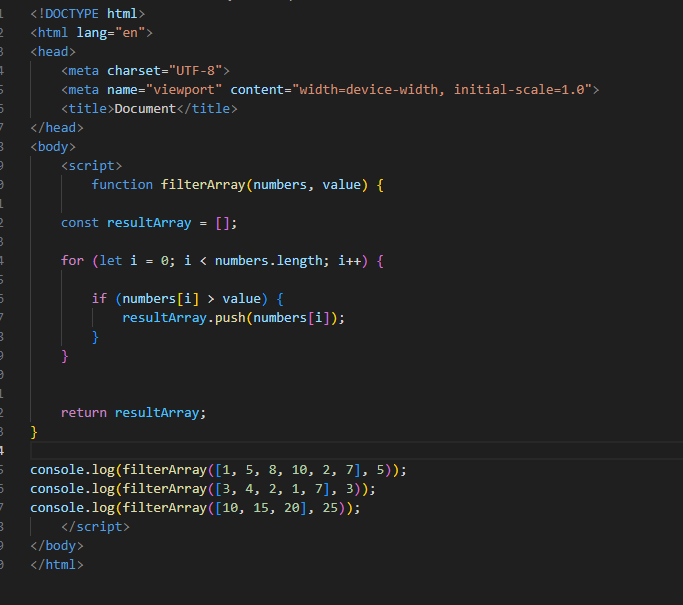 <!DOCTYPE html>
<html lang="en">
<head>
    <meta charset="UTF-8">
    <meta name="viewport" content="width=device-width, initial-scale=1.0">
    <title>Document</title>
</head>
<body>
    <script>
        function filterArray(numbers, value) {
    const resultArray = [];
    for (let i = 0; i < numbers.length; i++) {
        if (numbers[i] > value) {
            resultArray.push(numbers[i]);
        }
    }
    return resultArray;
}
console.log(filterArray([1, 5, 8, 10, 2, 7], 5));
console.log(filterArray([3, 4, 2, 1, 7], 3));
console.log(filterArray([10, 15, 20], 25));
    </script>
</body>
</html>